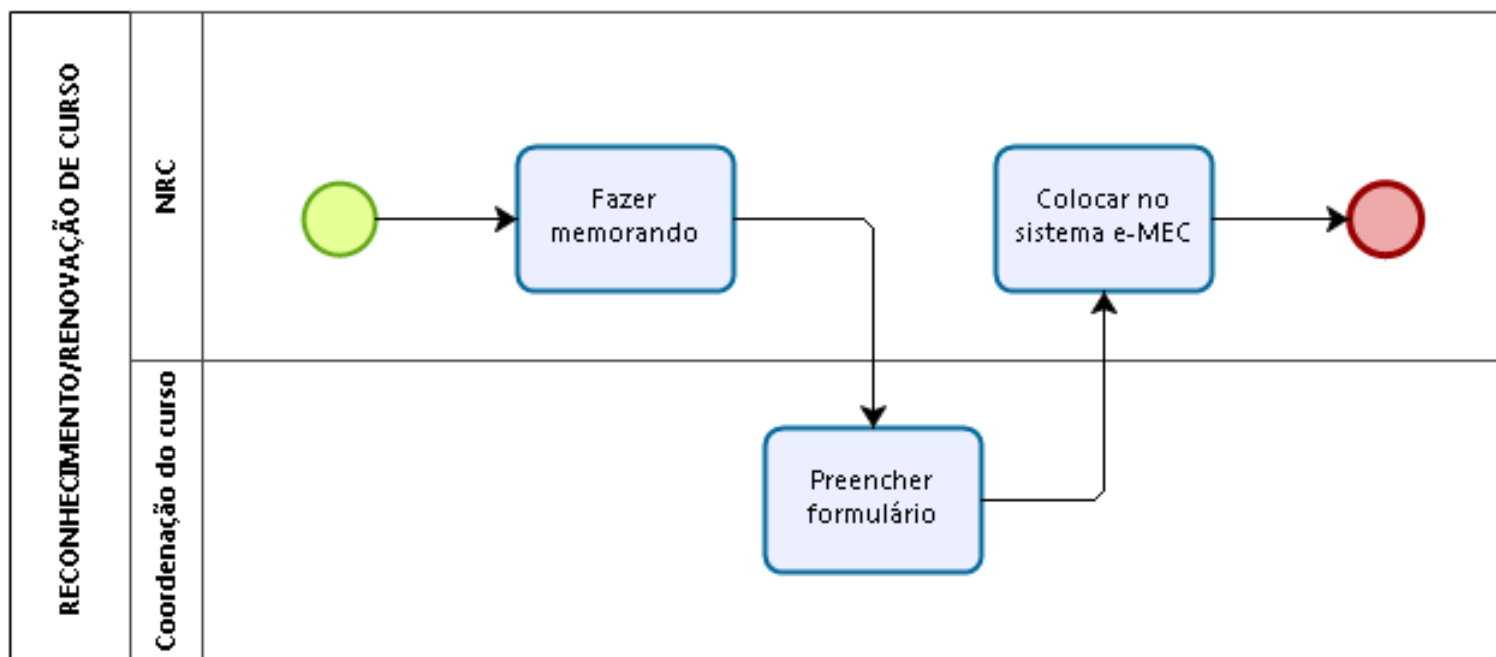 RECONHECIMENTO/RENOVAÇÃO DE CURSO
NRC
Fazer
memorando
Colocar no
sistema e-MEC
Coordenação do curso
Preencher
formulário